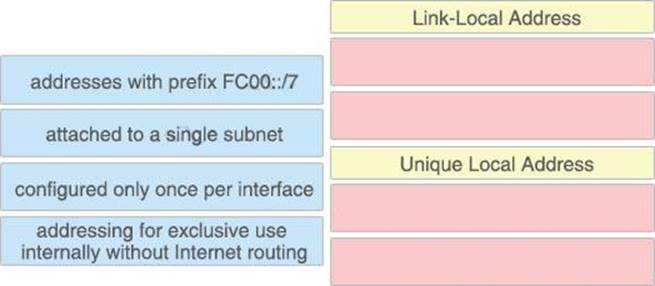 Link-Local Address
addresses with prefix FC00::/7
attached to a single subnet
configured only once per interface
addressing for exclusive use
internally without Internet routing
Unique Local Address